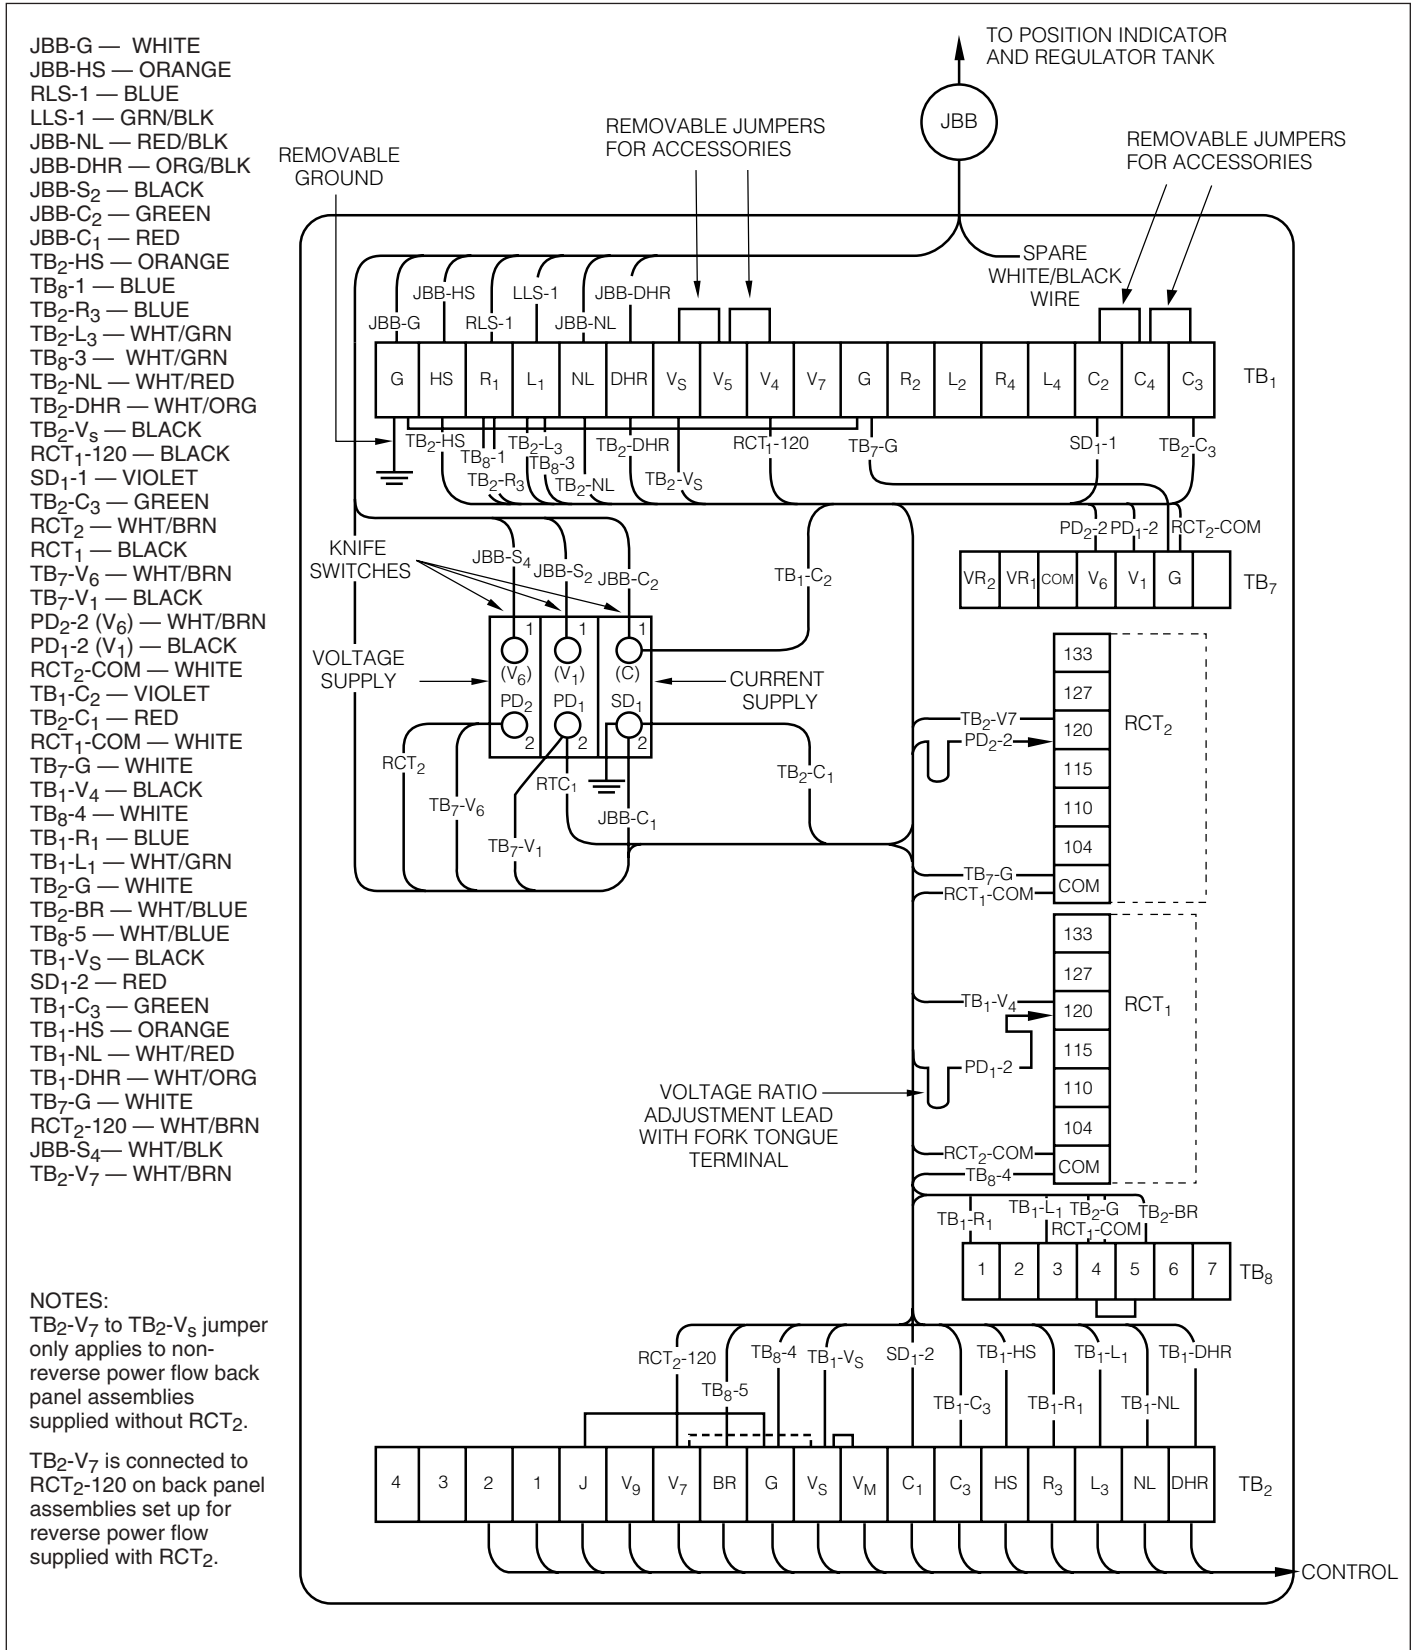 JBB-G — WHITE
JBB-HS — ORANGE
RLS-1 — BLUE
LLS-1 — GRN/BLK
JBB-NL — RED/BLK
JBB-DHR — ORG/BLK
JBB-S2 — BLACK
JBB-C2 — GREEN
JBB-C1 — RED
TB2-HS — ORANGE
TB8-1 — BLUE
TB2-R3 — BLUE
TB2-L3 — WHT/GRN
TB8-3 — WHT/GRN
TB2-NL — WHT/RED
TB2-DHR — WHT/ORG
TB2-Vs — BLACK
RCT1-120 — BLACK
SD1-1 — VIOLET
TB2-C3 — GREEN
RCT2 — WHT/BRN
RCT1 — BLACK
TB7-V6 — WHT/BRN
TB7-V1 — BLACK
PD2-2 (V6) — WHT/BRN
PD1-2 (V1) — BLACK
RCT2-COM — WHITE
TB1-C2 — VIOLET
TB2-C1 — RED
RCT1-COM — WHITE
TB7-G — WHITE
TB1-V4 — BLACK
TB8-4 — WHITE
TB1-R1 — BLUE
TB1-L1 — WHT/GRN
TB2-G — WHITE
TB2-BR — WHT/BLUE
TB8-5 — WHT/BLUE
TB1-VS — BLACK
SD1-2 — RED
TB1-C3 — GREEN
TB1-HS — ORANGE
TB1-NL — WHT/RED
TB1-DHR — WHT/ORG
TB7-G — WHITE
RCT2-120 — WHT/BRN
JBB-S4— WHT/BLK
TB2-V7 — WHT/BRN
NOTES:
TB2-V7 to TB2-Vs jumper
only applies to non-
reverse power flow back
panel assemblies
supplied without RCT2.
TB2-V7 is connected to
RCT2-120 on back panel
assemblies set up for
reverse power flow
supplied with RCT2.
TO POSITION INDICATOR
AND REGULATOR TANK
JBB
REMOVABLE JUMPERS
FOR ACCESSORIES
REMOVABLE JUMPERS
FOR ACCESSORIES
REMOVABLE
GROUND
SPARE
WHITE/BLACK
WIRE
JBB-HS LLS-1 JBB-DHR
JBB-G RLS-1 JBB-NL
G HS R1 L1 NL DHR VS V5 V4 V7 G R2 L2 R4 L4 C2 C4 C3 TB1
TB2-HS TB2-L3 TB2-DHR RCT1-120 TB7-G SD1-1 TB2-C3
TB8-1 TB8-3
TB2-R3 TB2-NL TB2-VS
PD2-2 PD1-2 RCT2-COM
VR2 VR1 COM V6 V1 G TB7
KNIFE
SWITCHES
JBB-S4 JBB-S2 JBB-C2
TB1-C2
1 1 1
(V6) (V1) (C)
PD2 PD1 SD1
2 2 2
VOLTAGE
SUPPLY
CURRENT
SUPPLY
RCT2
TB7-V6
TB7-V1
RTC1
JBB-C1
TB2-C1
133
127
120
115
110
104
COM
RCT2
TB2-V7
PD2-2
TB7-G
RCT1-COM
133
127
120
115
110
104
COM
RCT1
TB1-V4
PD1-2
VOLTAGE RATIO
ADJUSTMENT LEAD
WITH FORK TONGUE
TERMINAL
RCT2-COM
TB8-4
TB1-R1 TB1-L1 TB2-G TB2-BR
RCT1-COM
1 2 3 4 5 6 7 TB8
RCT2-120 TB8-4 TB1-VS SD1-2 TB1-HS TB1-L1 TB1-DHR
TB8-5 TB1-C3 TB1-R1 TB1-NL
4 3 2 1 J V9 V7 BR G VS VM C1 C3 HS R3 L3 NL DHR TB2
CONTROL